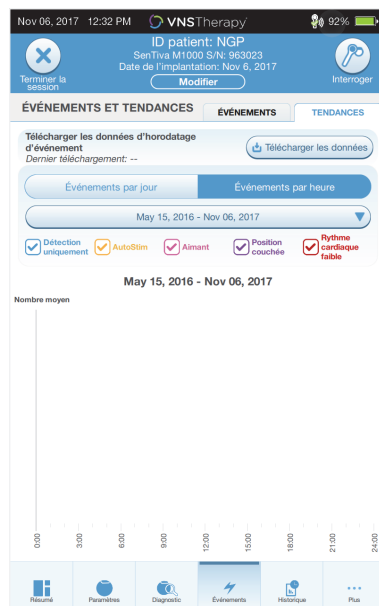 Nov 06, 2017 12:32 PM VNSTherapy 92%
ID patient: NGP
SenTiva M1000 S/N: 963023
Date de l'implantation: Nov 6, 2017
Modifier
Terminer la
session
Interroger
ÉVÉNEMENTS ET TENDANCES
ÉVÉNEMENTS
TENDANCES
Télécharger les données d'horodatage
d'événement
Dernier téléchargement: --
Télécharger les données
Événements par jour
Événements par heure
May 15, 2016 - Nov 06, 2017
Détection
uniquement
AutoStim
Aimant
Position
couchée
Rythme
cardiaque
faible
May 15, 2016 - Nov 06, 2017
Nombre moyen
0:00 3:00 6:00 9:00 12:00 15:00 18:00 21:00 24:00
Résumé Paramètres Diagnostic Événements Historique Plus